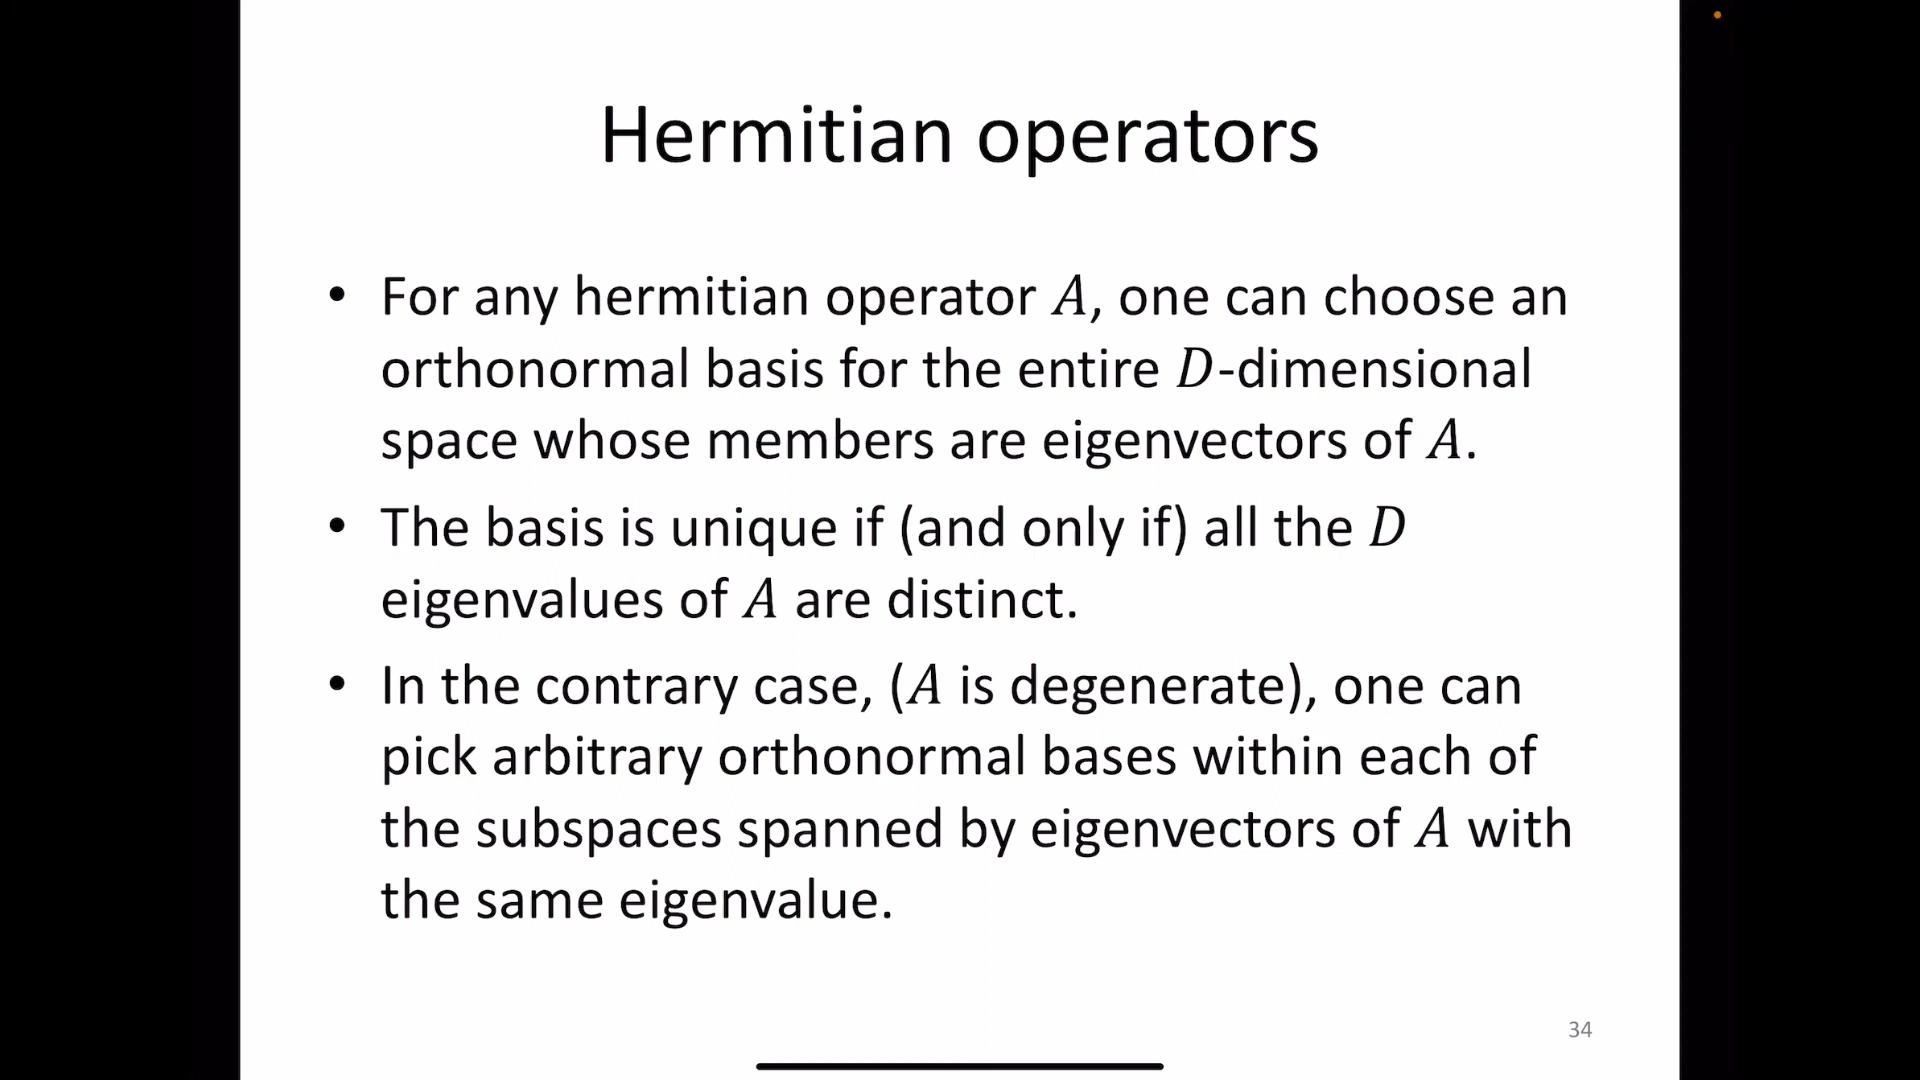 Hermitian operators
• For any hermitian operator A, one can choose an
orthonormal basis for the entire D-dimensional
space whose members are eigenvectors of A.
• The basis is unique if (and only if) all the D
eigenvalues of A are distinct.
• In the contrary case, (A is degenerate), one can
pick arbitrary orthonormal bases within each of
the subspaces spanned by eigenvectors of A with
the same eigenvalue.
34